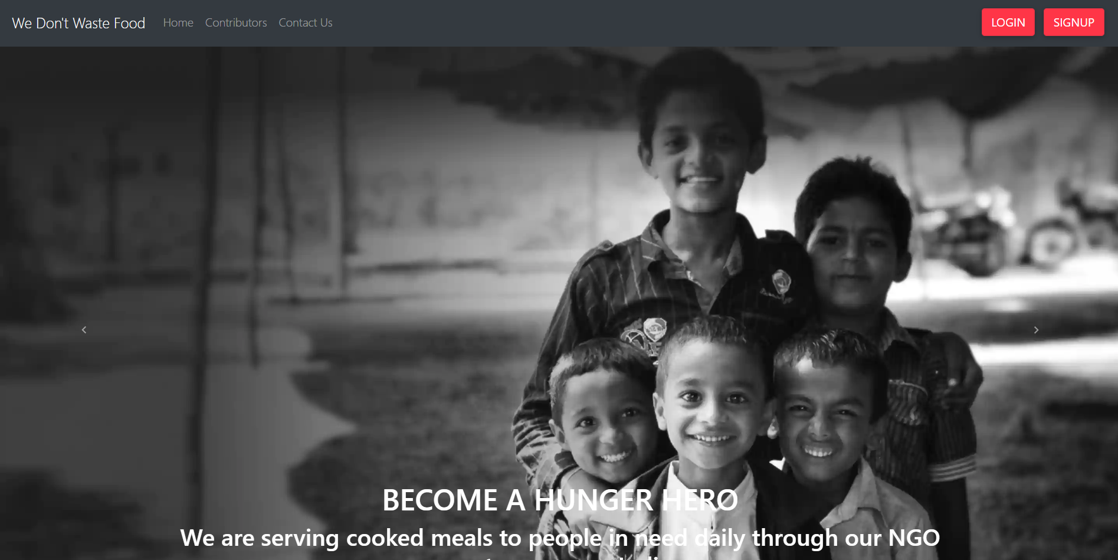 We Don't Waste Food Home Contributors Contact Us LOGIN SIGNUP
BECOME A HUNGER HERO
We are serving cooked meals to people in need daily through our NGO